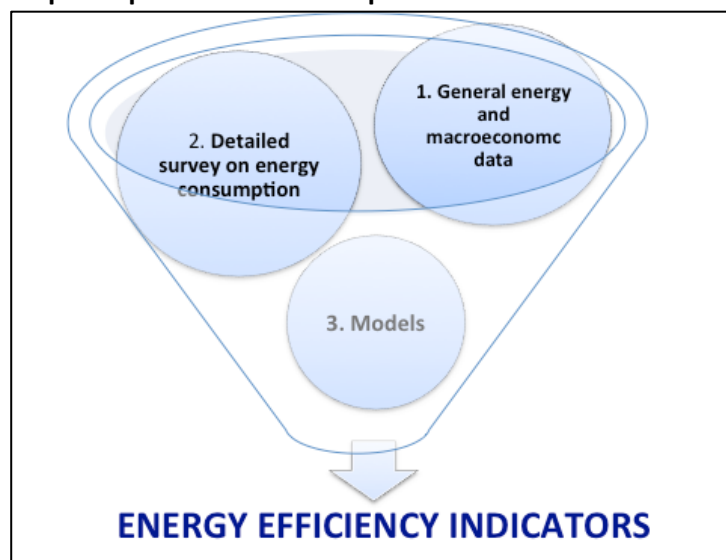 1. General energy
and
macroeconomc
data
2. Detailed
survey on energy
consumption
3. Models
ENERGY EFFICIENCY INDICATORS